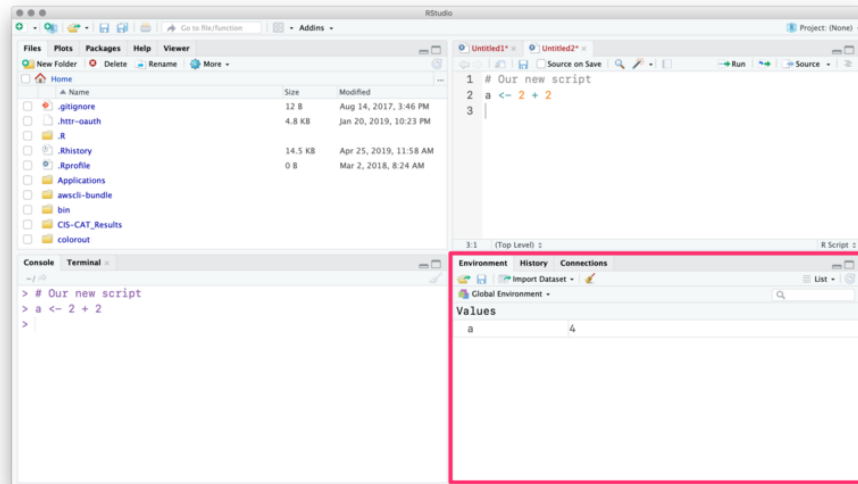 RStudio
Go to file/function
Addins
Project: (None)
Files Plots Packages Help Viewer
New Folder Delete Rename More
Home
...
Name Size Modified
.gitignore 12 B Aug 14, 2017, 3:46 PM
.httr-oauth 4.8 KB Jan 20, 2019, 10:23 PM
.R
.Rhistory 14.5 KB Apr 25, 2019, 11:58 AM
.Rprofile 0 B Mar 2, 2018, 8:24 AM
Applications
awscli-bundle
bin
CIS-CAT_Results
colorout
Untitled1* Untitled2*
Source on Save Run Source
1 # Our new script
2 a <- 2 + 2
3
3:1 (Top Level) R Script
Console Terminal
~/
> # Our new script
> a <- 2 + 2
>
Environment History Connections
Import Dataset List
Global Environment
Values
a 4